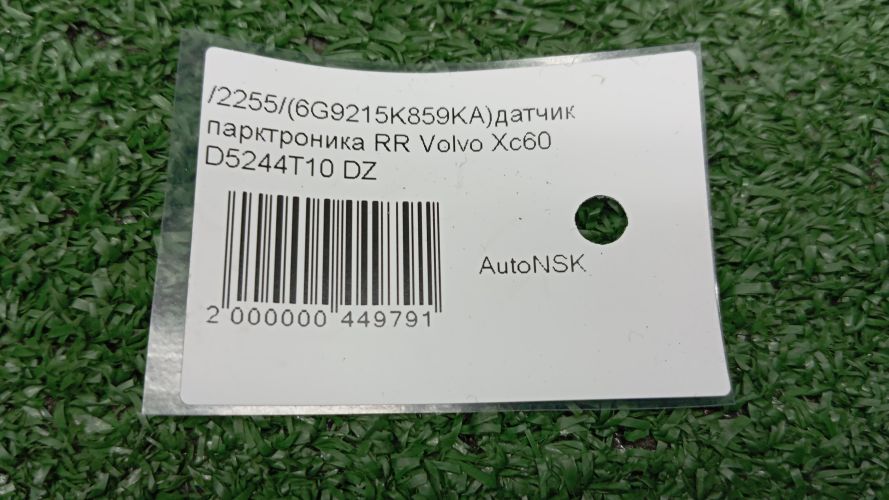 /2255/(6G9215K859KA)датчик
парктроника RR Volvo Xc60
D5244T10 DZ
AutoNSK
2 000000 449791